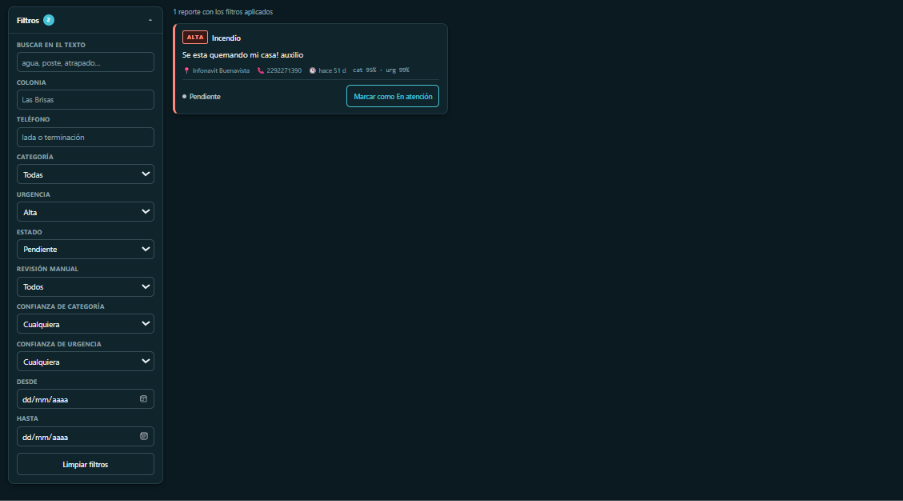 Filtros 2
BUSCAR EN EL TEXTO
agua, poste, atrapado...
COLONIA
Las Brisas
TELÉFONO
lada o terminación
CATEGORÍA
Todas
URGENCIA
Alta
ESTADO
Pendiente
REVISIÓN MANUAL
Todos
CONFIANZA DE CATEGORÍA
Cualquiera
CONFIANZA DE URGENCIA
Cualquiera
DESDE
dd/mm/aaaa
HASTA
dd/mm/aaaa
Limpiar filtros
1 reporte con los filtros aplicados
ALTA Incendio
Se esta quemando mi casa! auxilio
Infonavit Buenavista 2292271390 hace 51 d cat 95% · urg 99%
Pendiente Marcar como En atención